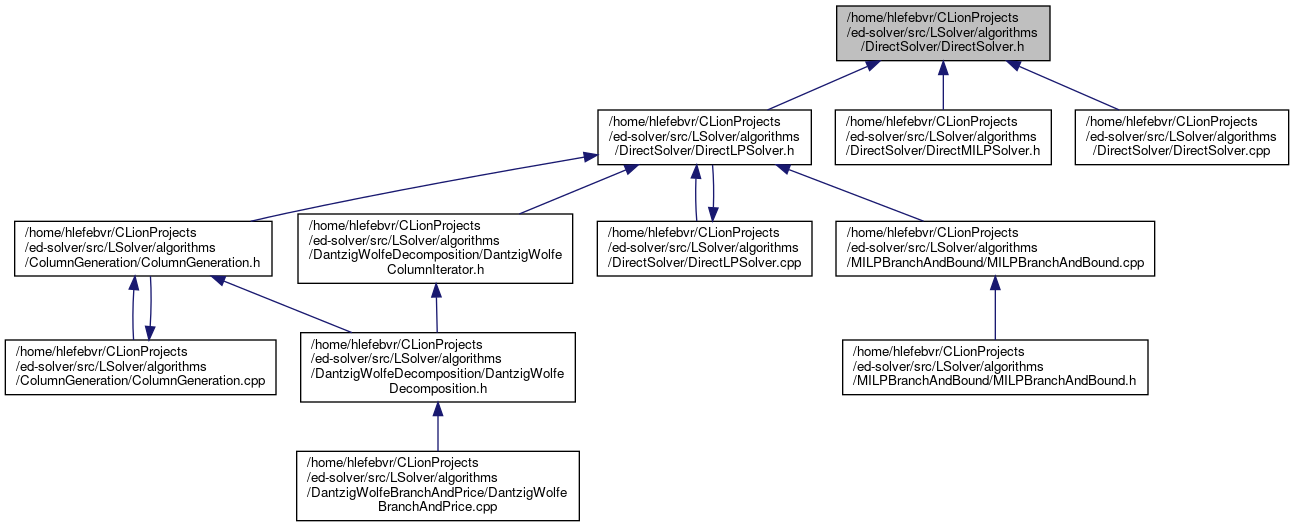 /home/hlefebvr/CLionProjects
/ed-solver/src/LSolver/algorithms
/DirectSolver/DirectSolver.h
/home/hlefebvr/CLionProjects
/ed-solver/src/LSolver/algorithms
/DirectSolver/DirectLPSolver.h
/home/hlefebvr/CLionProjects
/ed-solver/src/LSolver/algorithms
/DirectSolver/DirectMILPSolver.h
/home/hlefebvr/CLionProjects
/ed-solver/src/LSolver/algorithms
/DirectSolver/DirectSolver.cpp
/home/hlefebvr/CLionProjects
/ed-solver/src/LSolver/algorithms
/ColumnGeneration/ColumnGeneration.h
/home/hlefebvr/CLionProjects
/ed-solver/src/LSolver/algorithms
/DantzigWolfeDecomposition/DantzigWolfe
ColumnIterator.h
/home/hlefebvr/CLionProjects
/ed-solver/src/LSolver/algorithms
/DirectSolver/DirectLPSolver.cpp
/home/hlefebvr/CLionProjects
/ed-solver/src/LSolver/algorithms
/MILPBranchAndBound/MILPBranchAndBound.cpp
/home/hlefebvr/CLionProjects
/ed-solver/src/LSolver/algorithms
/ColumnGeneration/ColumnGeneration.cpp
/home/hlefebvr/CLionProjects
/ed-solver/src/LSolver/algorithms
/DantzigWolfeDecomposition/DantzigWolfe
Decomposition.h
/home/hlefebvr/CLionProjects
/ed-solver/src/LSolver/algorithms
/MILPBranchAndBound/MILPBranchAndBound.h
/home/hlefebvr/CLionProjects
/ed-solver/src/LSolver/algorithms
/DantzigWolfeBranchAndPrice/DantzigWolfe
BranchAndPrice.cpp